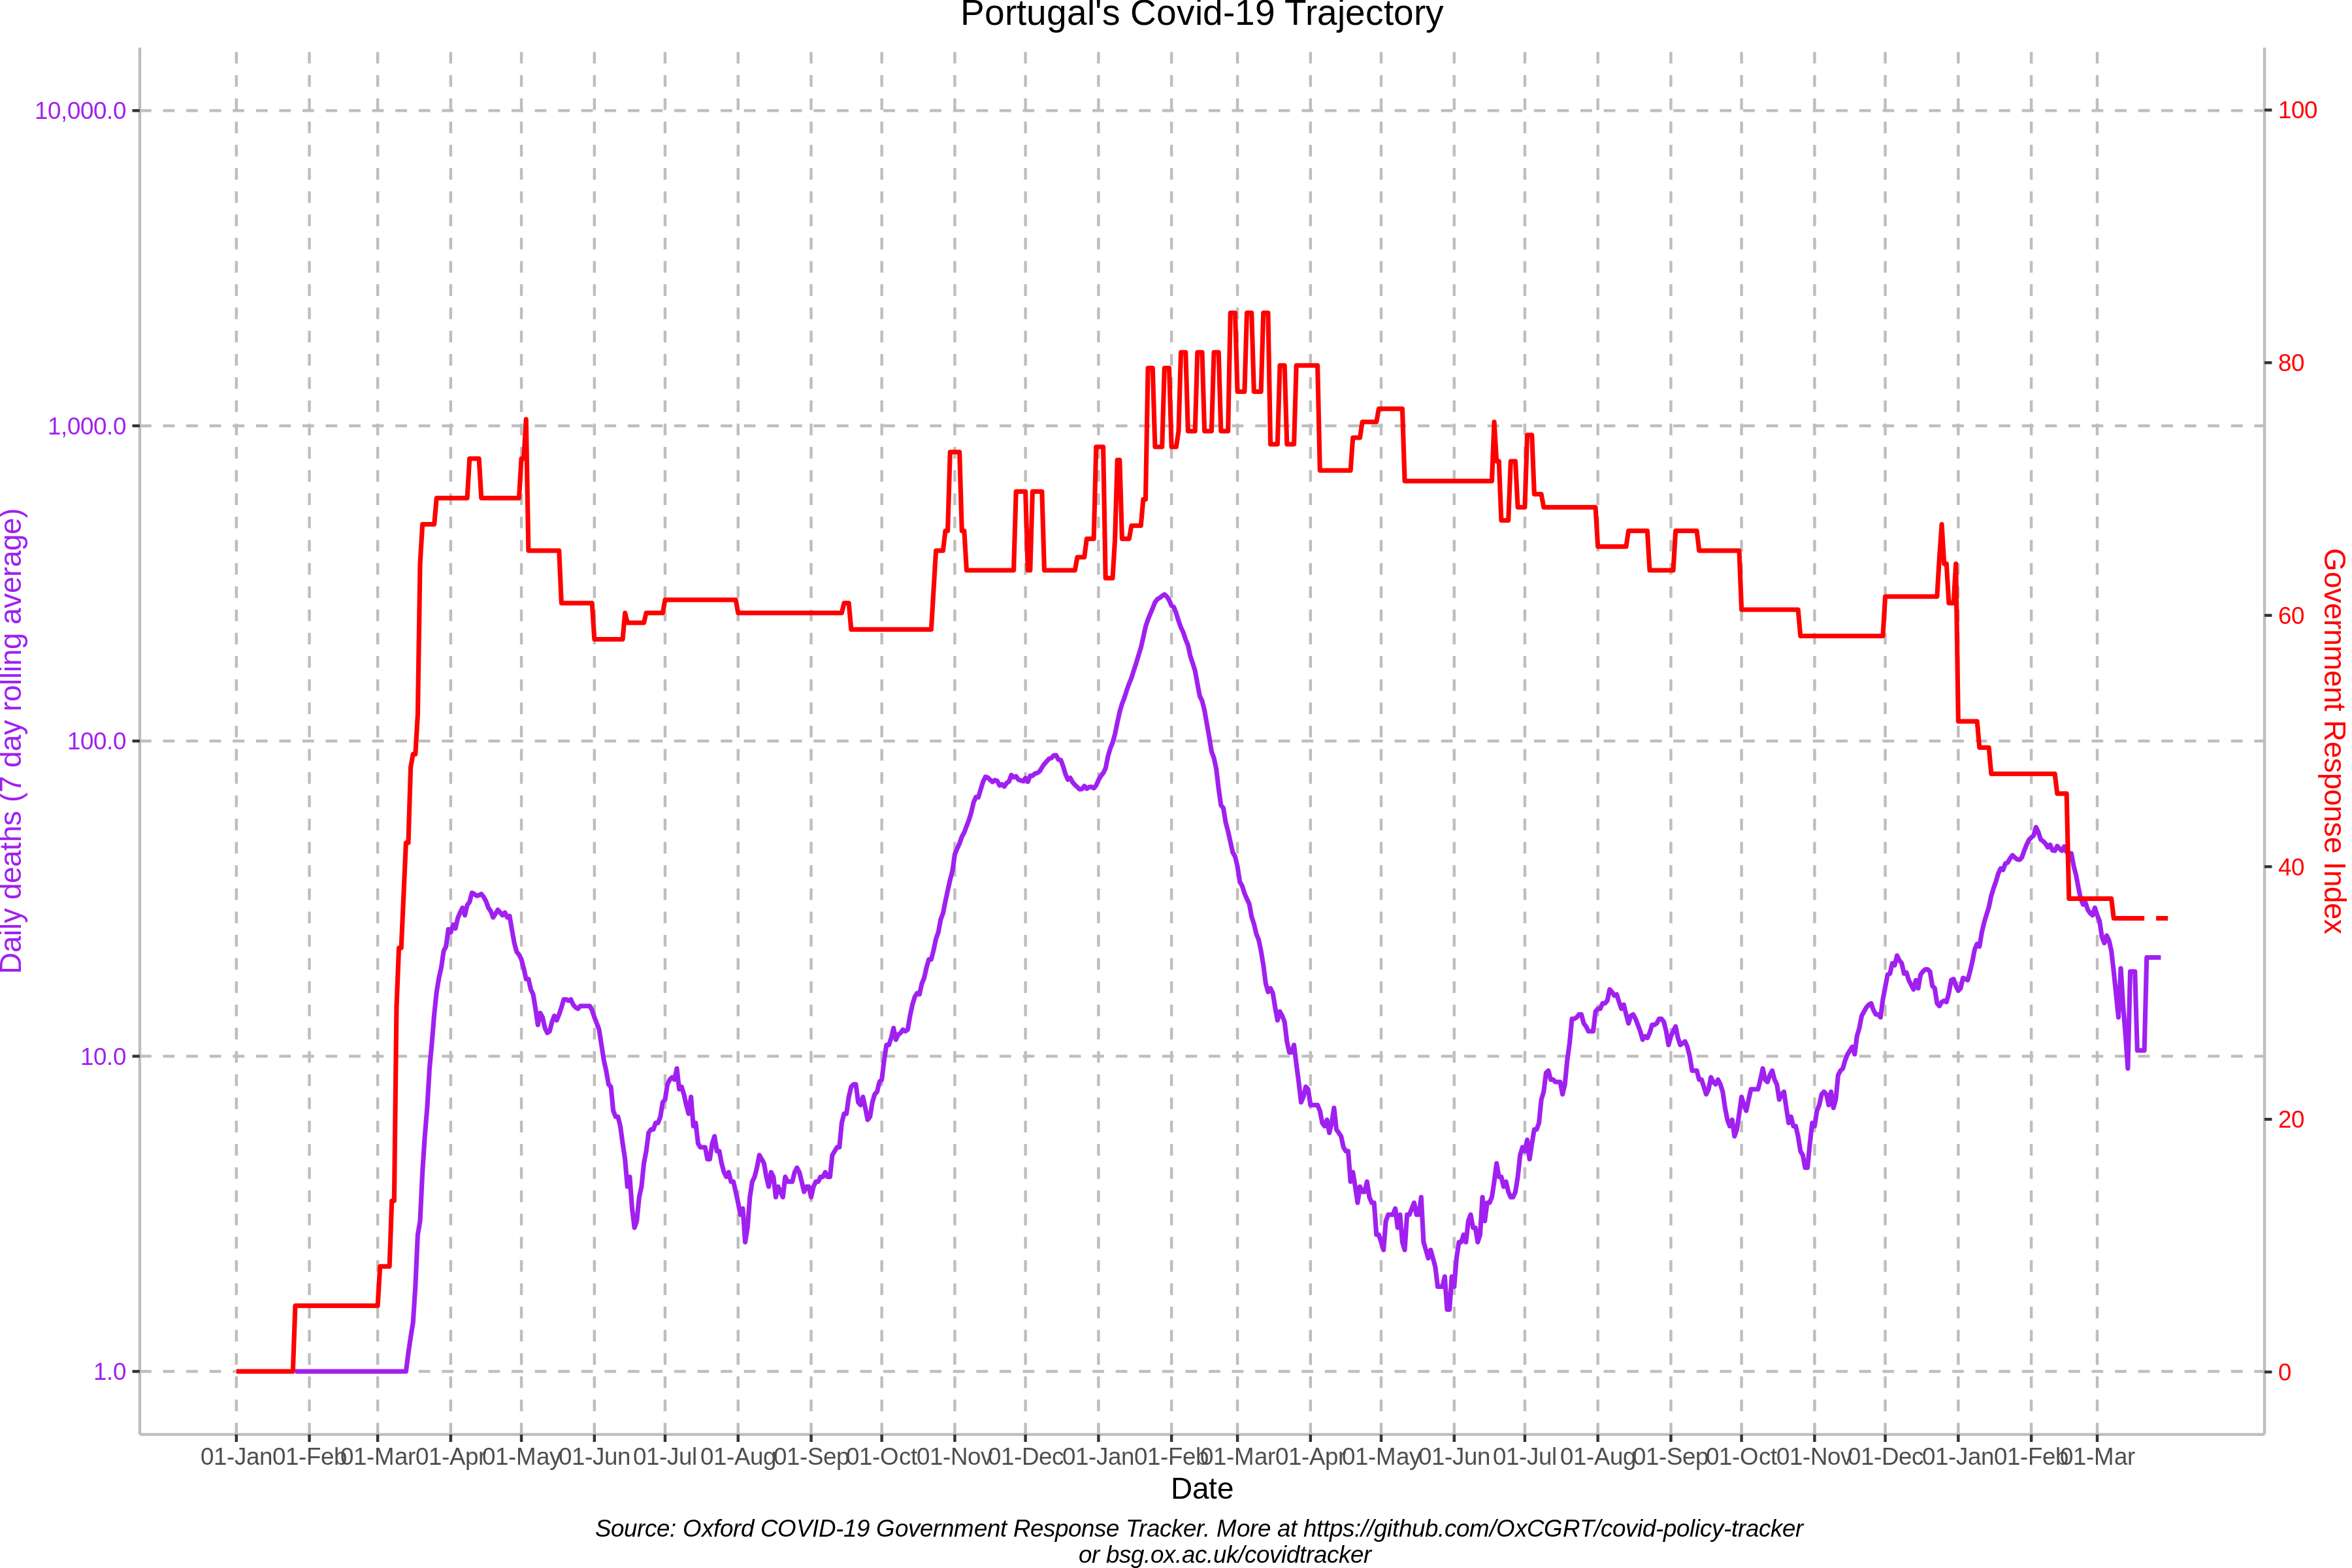 Portugal's Covid-19 Trajectory
10,000.0
1,000.0
100.0
10.0
1.0
Daily deaths (7 day rolling average)
100
80
60
40
20
0
Government Response Index
01-Jan 01-Feb 01-Mar 01-Apr 01-May 01-Jun 01-Jul 01-Aug 01-Sep 01-Oct 01-Nov 01-Dec 01-Jan 01-Feb 01-Mar 01-Apr 01-May 01-Jun 01-Jul 01-Aug 01-Sep 01-Oct 01-Nov 01-Dec 01-Jan 01-Feb 01-Mar
Date
Source: Oxford COVID-19 Government Response Tracker. More at https://github.com/OxCGRT/covid-policy-tracker
or bsg.ox.ac.uk/covidtracker